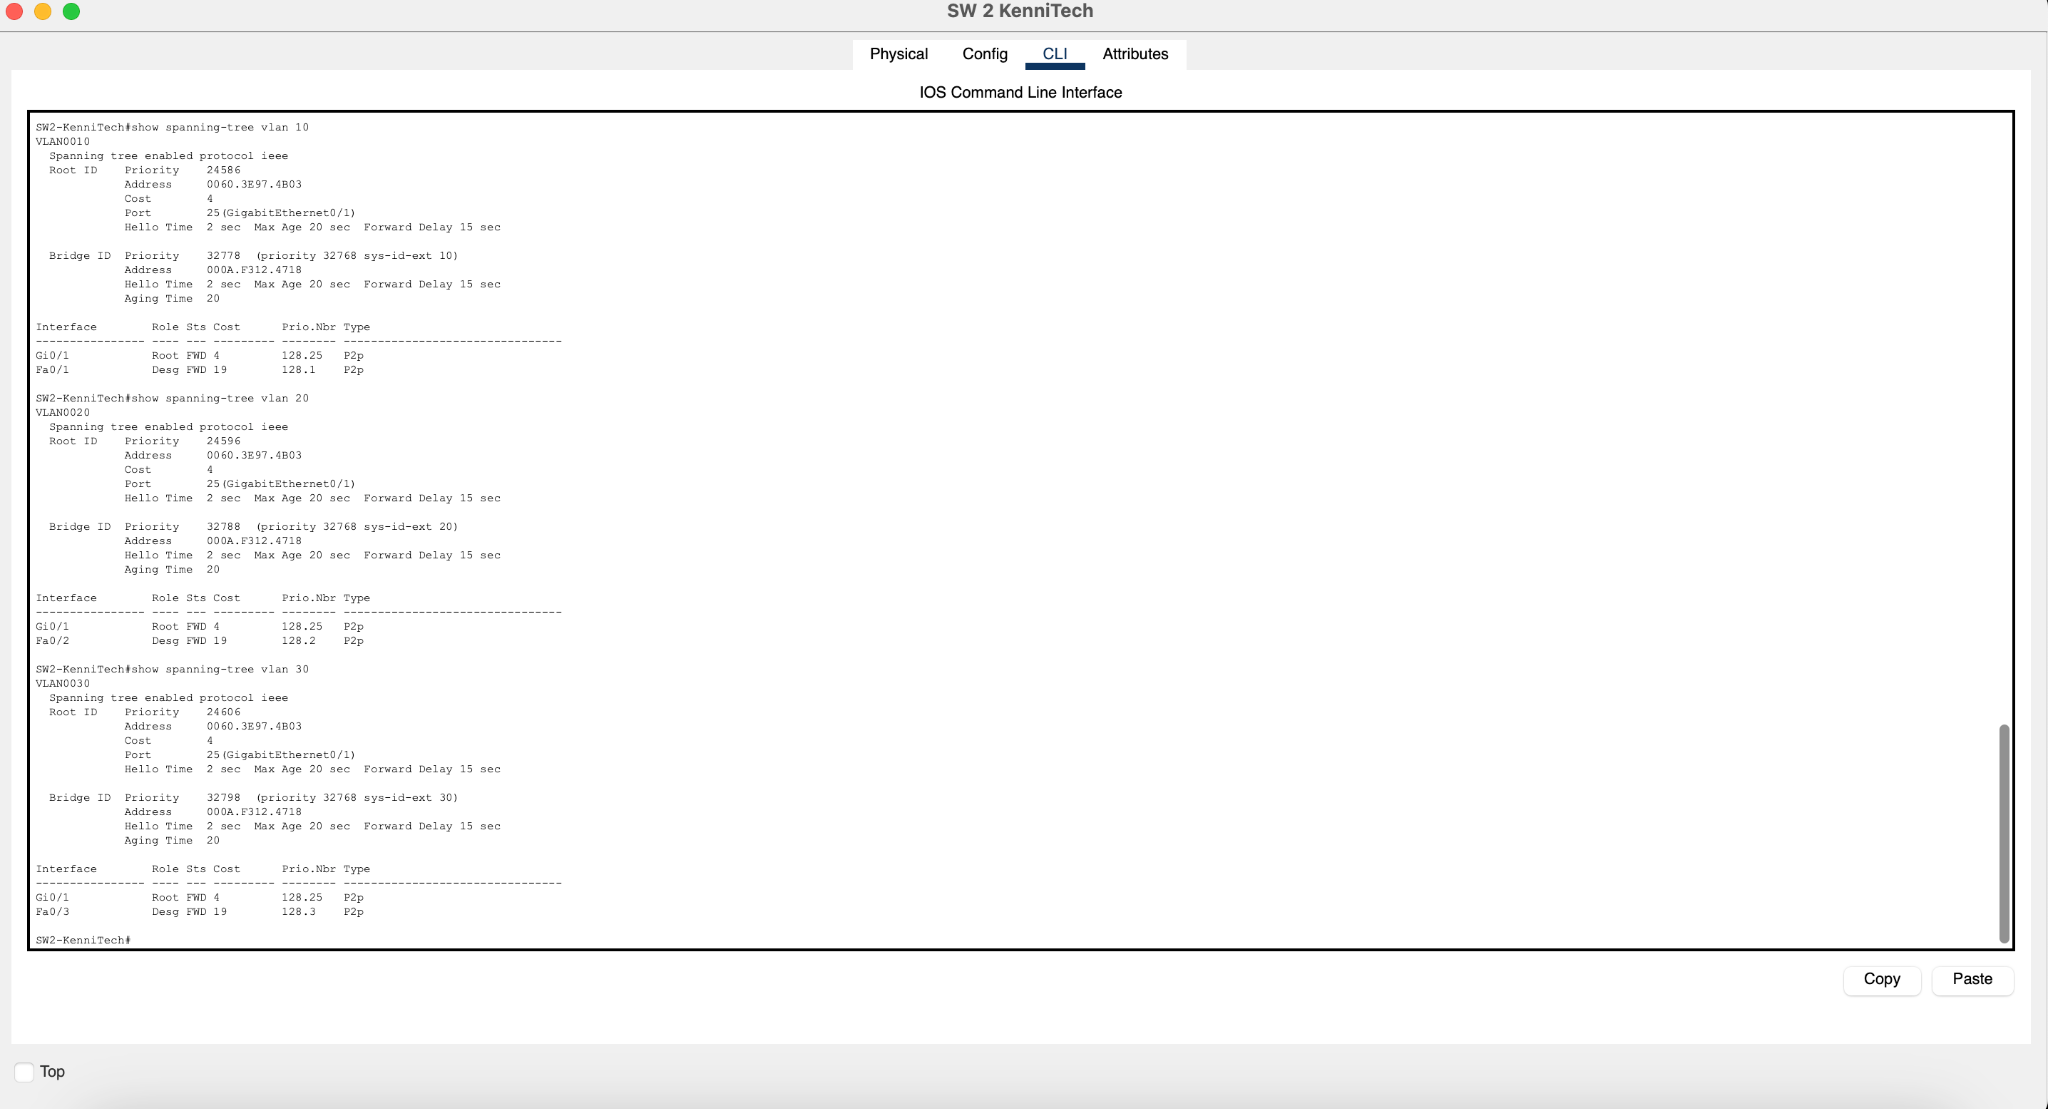 SW 2 KenniTech
Physical Config CLI Attributes
IOS Command Line Interface
SW2-KenniTech#show spanning-tree vlan 10
VLAN0010
  Spanning tree enabled protocol ieee
  Root ID    Priority    24586
             Address     0060.3E97.4B03
             Cost        4
             Port        25(GigabitEthernet0/1)
             Hello Time  2 sec  Max Age 20 sec  Forward Delay 15 sec

  Bridge ID  Priority    32778  (priority 32768 sys-id-ext 10)
             Address     000A.F312.4718
             Hello Time  2 sec  Max Age 20 sec  Forward Delay 15 sec
             Aging Time  20

Interface        Role Sts Cost      Prio.Nbr Type
---------------- ---- --- --------- -------- --------------------------------
Gi0/1            Root FWD 4         128.25   P2p
Fa0/1            Desg FWD 19        128.1    P2p

SW2-KenniTech#show spanning-tree vlan 20
VLAN0020
  Spanning tree enabled protocol ieee
  Root ID    Priority    24596
             Address     0060.3E97.4B03
             Cost        4
             Port        25(GigabitEthernet0/1)
             Hello Time  2 sec  Max Age 20 sec  Forward Delay 15 sec

  Bridge ID  Priority    32788  (priority 32768 sys-id-ext 20)
             Address     000A.F312.4718
             Hello Time  2 sec  Max Age 20 sec  Forward Delay 15 sec
             Aging Time  20

Interface        Role Sts Cost      Prio.Nbr Type
---------------- ---- --- --------- -------- --------------------------------
Gi0/1            Root FWD 4         128.25   P2p
Fa0/2            Desg FWD 19        128.2    P2p

SW2-KenniTech#show spanning-tree vlan 30
VLAN0030
  Spanning tree enabled protocol ieee
  Root ID    Priority    24606
             Address     0060.3E97.4B03
             Cost        4
             Port        25(GigabitEthernet0/1)
             Hello Time  2 sec  Max Age 20 sec  Forward Delay 15 sec

  Bridge ID  Priority    32798  (priority 32768 sys-id-ext 30)
             Address     000A.F312.4718
             Hello Time  2 sec  Max Age 20 sec  Forward Delay 15 sec
             Aging Time  20

Interface        Role Sts Cost      Prio.Nbr Type
---------------- ---- --- --------- -------- --------------------------------
Gi0/1            Root FWD 4         128.25   P2p
Fa0/3            Desg FWD 19        128.3    P2p

SW2-KenniTech#
Copy Paste
Top